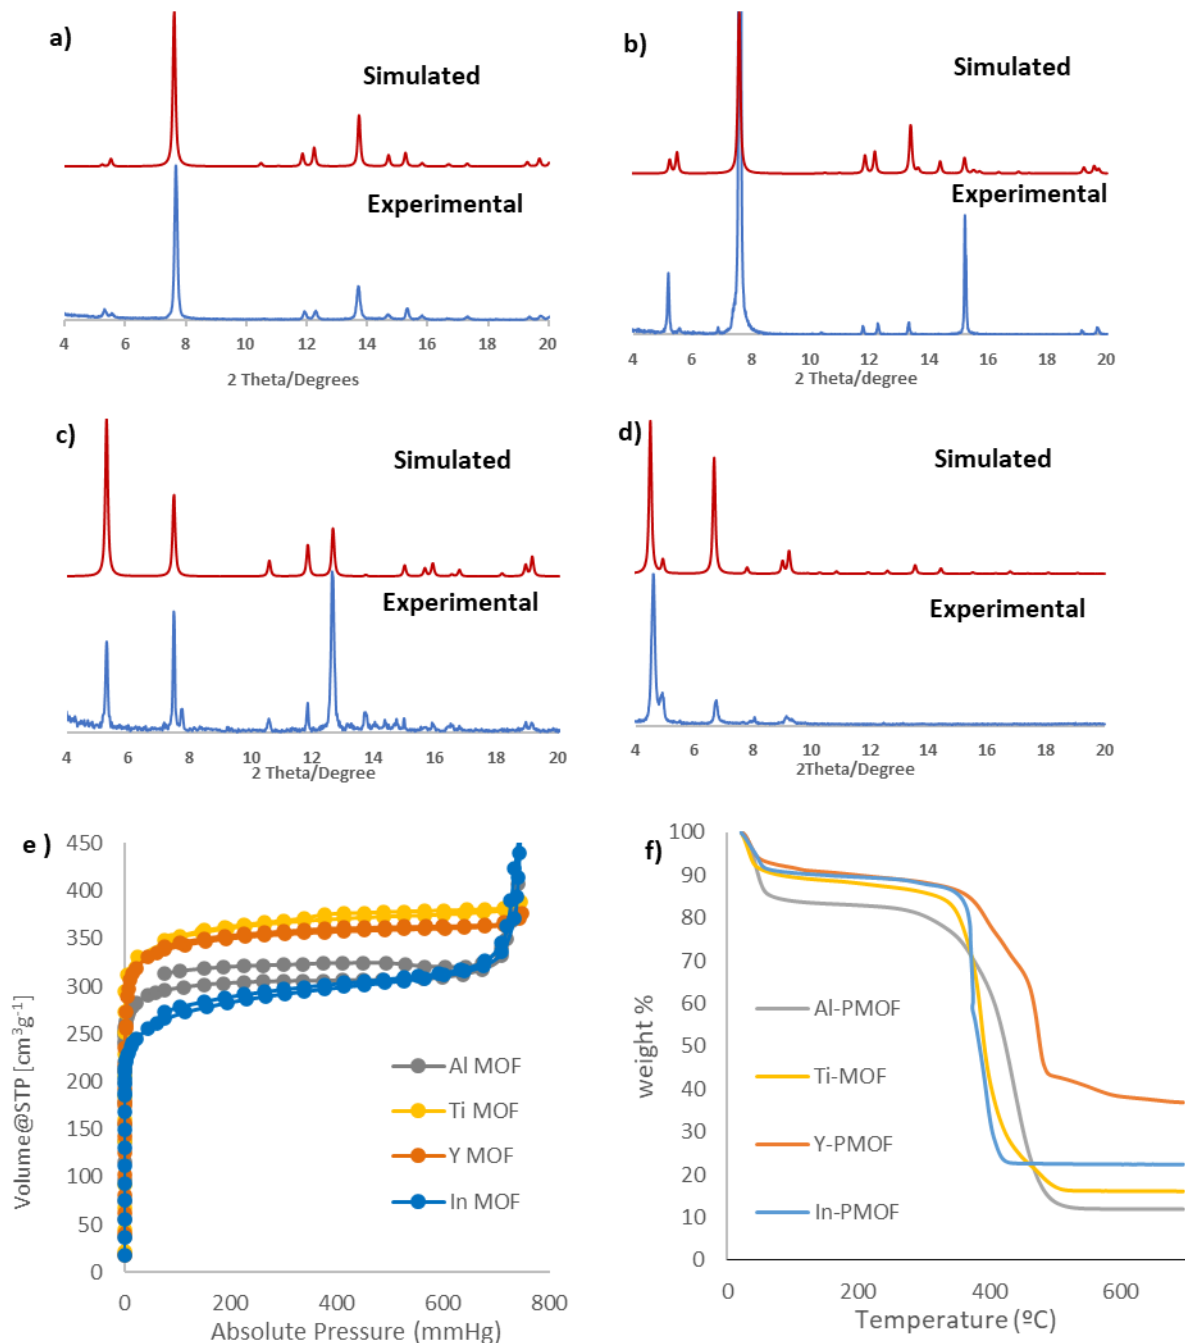 a)
Simulated
Experimental
4 6 8 10 12 14 16 18 20
2 Theta/Degrees
b)
Simulated
Experimental
4 6 8 10 12 14 16 18 20
2 Theta/degree
c)
Simulated
Experimental
4 6 8 10 12 14 16 18 20
2 Theta/Degree
d)
Simulated
Experimental
4 6 8 10 12 14 16 18 20
2Theta/Degree
e )
Volume@STP [cm³g⁻¹]
450
400
350
300
250
200
150
100
50
0
Al MOF
Ti MOF
Y MOF
In MOF
0 200 400 600 800
Absolute Pressure (mmHg)
f)
weight %
100
90
80
70
60
50
40
30
20
10
0
Al-PMOF
Ti-MOF
Y-PMOF
In-PMOF
0 200 400 600
Temperature (ºC)